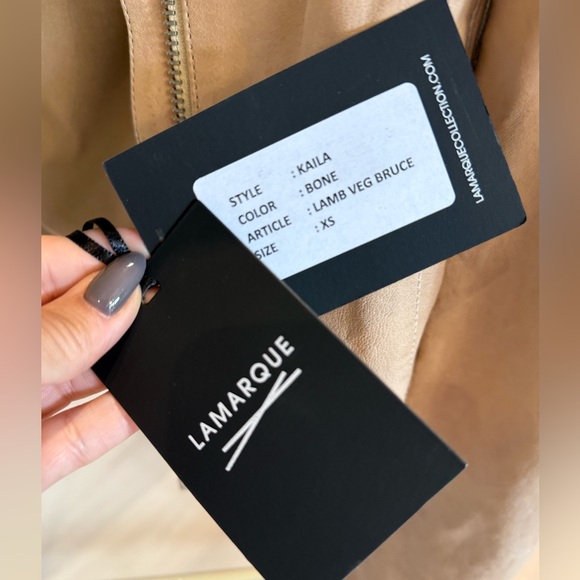 STYLE : KAILA
COLOR : BONE
ARTICLE : LAMB VEG BRUCE
SIZE : XS
LAMARQUECOLLECTION.COM
LAMARQUE